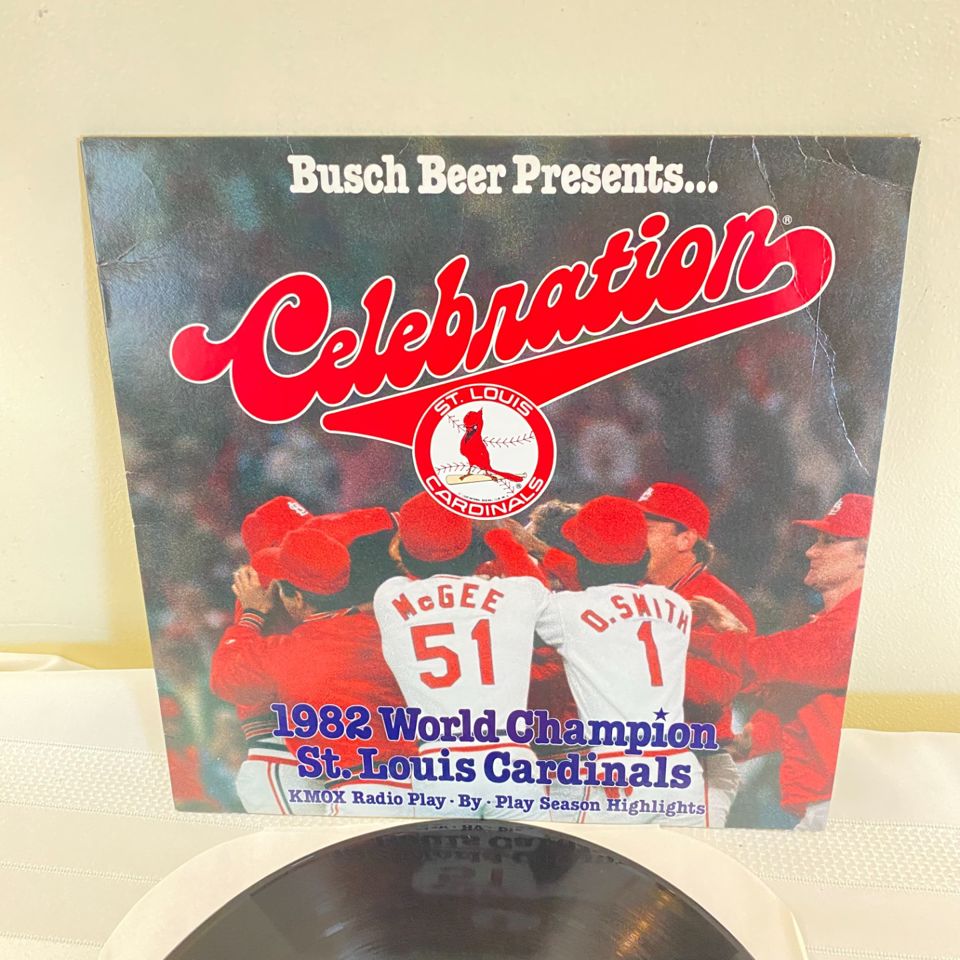 Busch Beer Presents...
Celebration®
ST. LOUIS
CARDINALS
McGEE
51
O. SMITH
1
1982 World Champion
St. Louis Cardinals
KMOX Radio Play · By · Play Season Highlights